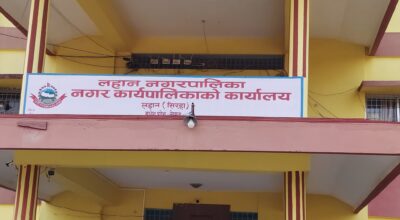 लहान नगरपालिका
नगर कार्यपालिकाको कार्यालय
लहान (सिरहा)